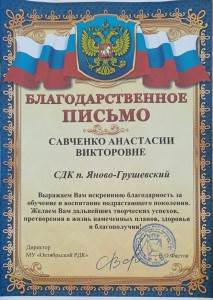 БЛАГОДАРСТВЕННОЕ
ПИСЬМО
САВЧЕНКО АНАСТАСИИ
ВИКТОРОВНЕ
СДК п. Яново-Грушевский
Выражаем Вам искреннюю благодарность за
обучение и воспитание подрастающего поколения.
Желаем Вам дальнейших творческих успехов,
претворения в жизнь намеченных планов, здоровья
и благополучия!
Директор
МУ «Октябрьский РДК»